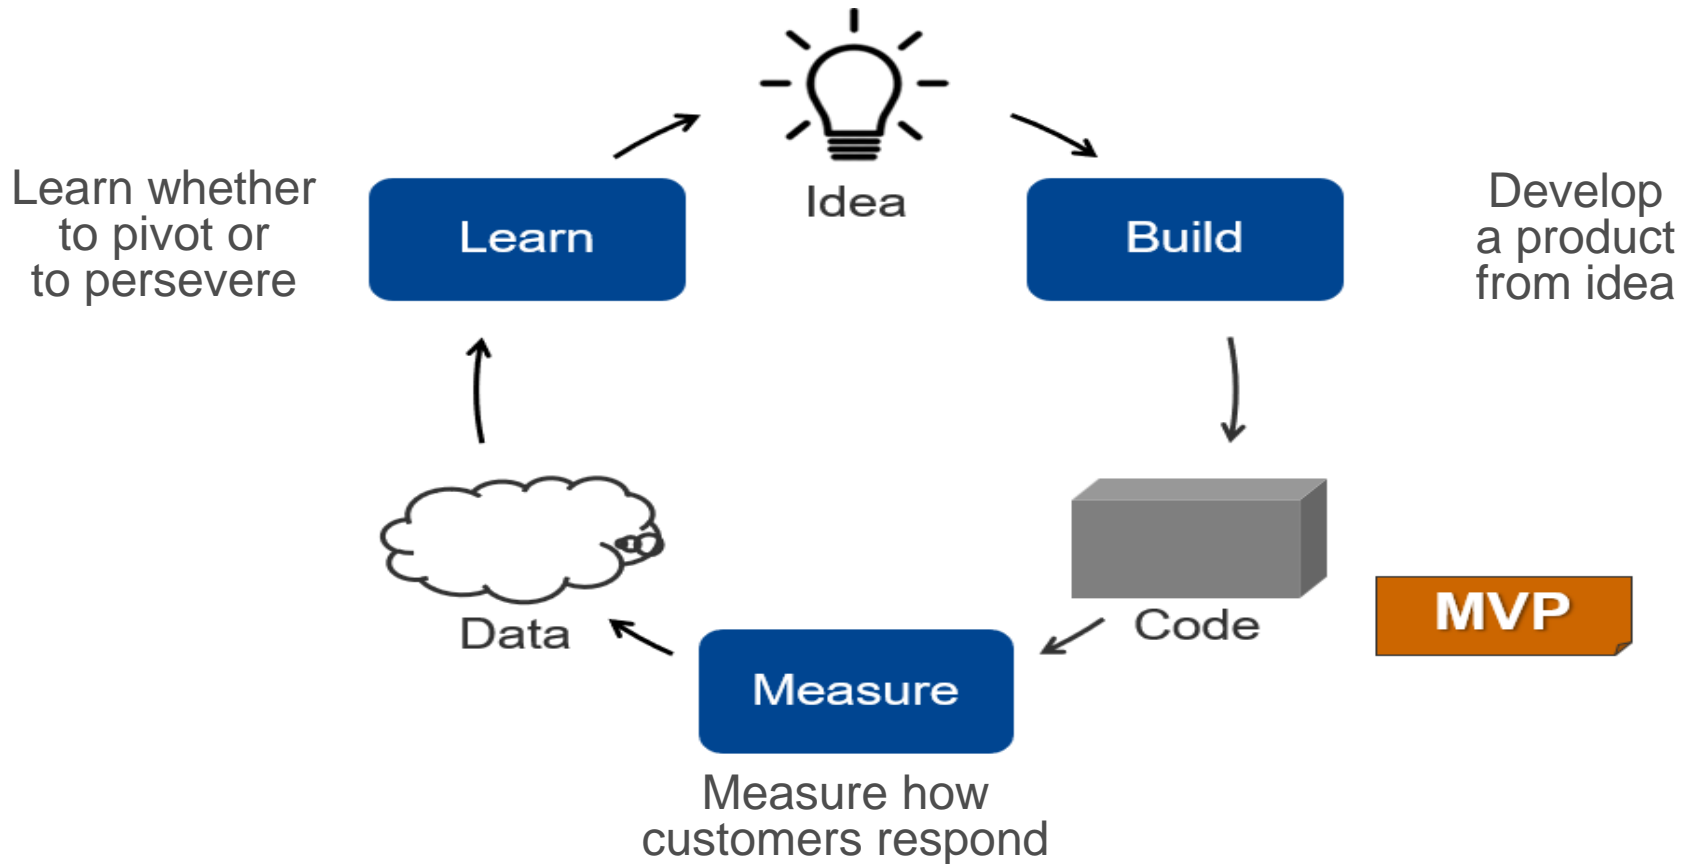 Idea
Learn whether
to pivot or
to persevere
Learn
Build
Develop
a product
from idea
Data
Code
MVP
Measure
Measure how
customers respond